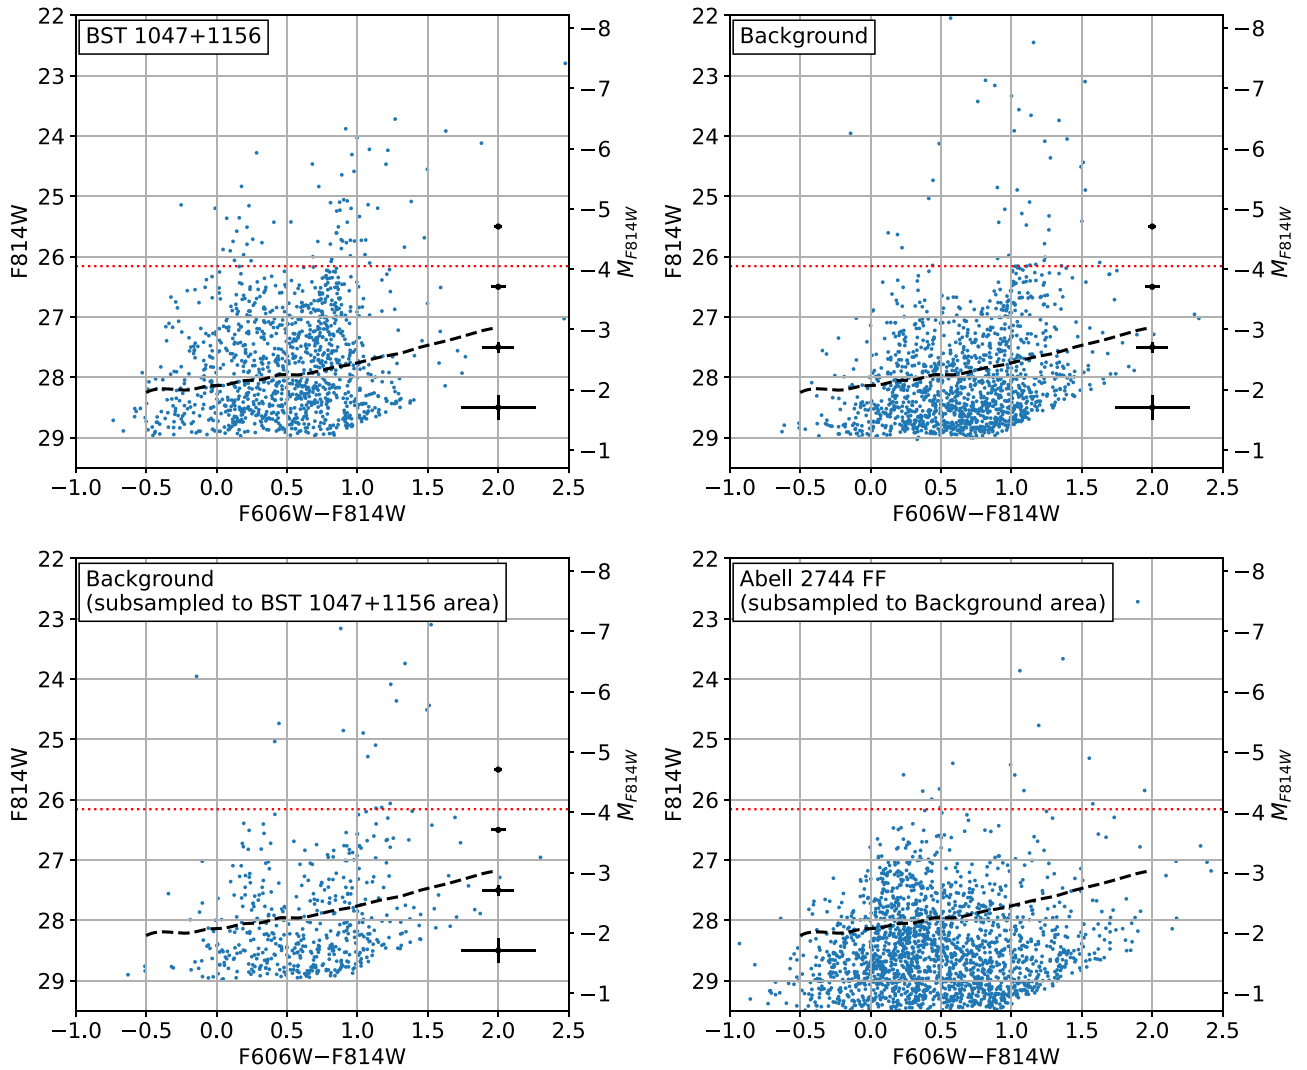 BST 1047+1156
22
23
24
25
26
27
28
29
F814W
−8
−7
−6
−5
−4
−3
−2
−1
M_F814W
−1.0 −0.5 0.0 0.5 1.0 1.5 2.0 2.5
F606W−F814W
Background
22
23
24
25
26
27
28
29
F814W
−8
−7
−6
−5
−4
−3
−2
−1
M_F814W
−1.0 −0.5 0.0 0.5 1.0 1.5 2.0 2.5
F606W−F814W
Background
(subsampled to BST 1047+1156 area)
22
23
24
25
26
27
28
29
F814W
−8
−7
−6
−5
−4
−3
−2
−1
M_F814W
−1.0 −0.5 0.0 0.5 1.0 1.5 2.0 2.5
F606W−F814W
Abell 2744 FF
(subsampled to Background area)
22
23
24
25
26
27
28
29
F814W
−8
−7
−6
−5
−4
−3
−2
−1
M_F814W
−1.0 −0.5 0.0 0.5 1.0 1.5 2.0 2.5
F606W−F814W